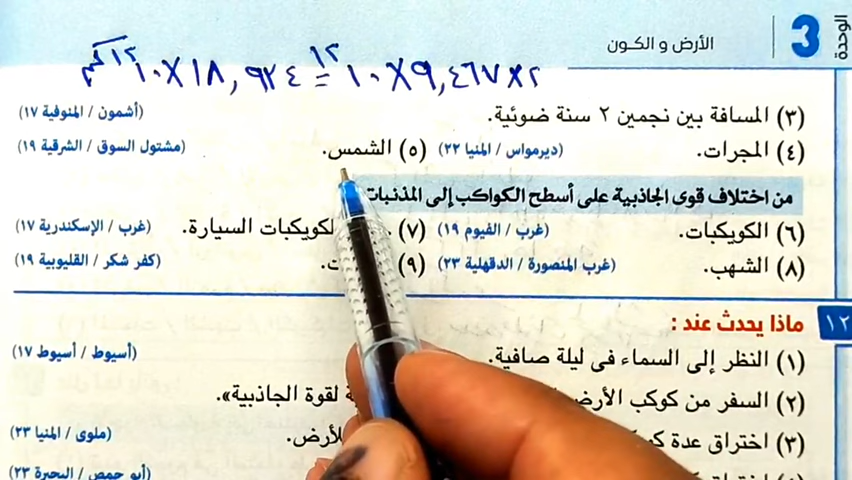 الوحدة 3 الأرض و الكون
٢×٩,٤٦٧×١٠^١٢ = ١٨,٩٣٤×١٠^١٢ كم
(٣) المسافة بين نجمين ٢ سنة ضوئية. أشمون / المنوفية ١٧
(٤) المجرات. ديرمواس / المنيا ٢٢ (٥) الشمس. مشتول السوق / الشرقية ١٩
من اختلاف قوى الجاذبية على أسطح الكواكب إلى المذنبات
(٦) الكويكبات. غرب / الفيوم ١٩ (٧) الكويكبات السيارة. غرب / الإسكندرية ١٧
(٨) الشهب. غرب المنصورة / الدقهلية ٢٣ (٩) كفر شكر / القليوبية ١٩
١٢ ماذا يحدث عند :
(١) النظر إلى السماء فى ليلة صافية. أسيوط / أسيوط ١٧
(٢) السفر من كوكب الأرض لقوة الجاذبية».
(٣) اختراق عدة للأرض. ملوى / المنيا ٢٣
أبو حمص / البحيرة ٢٣